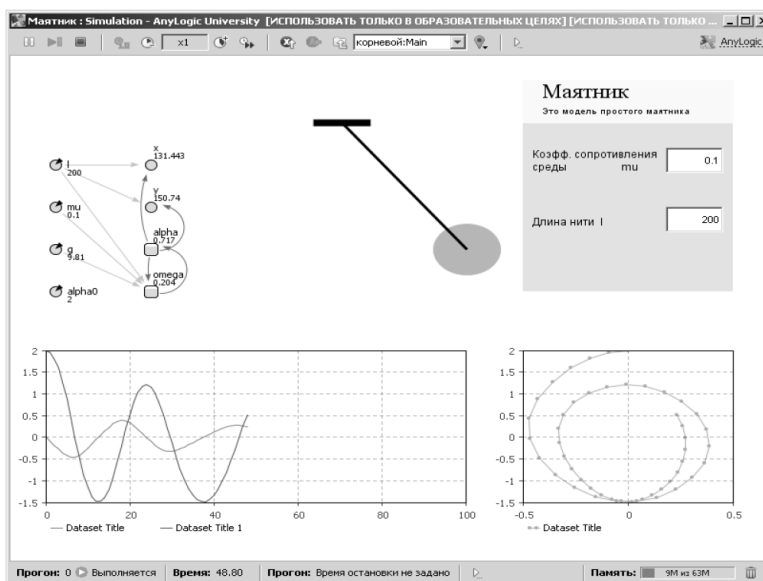 Маятник : Simulation - AnyLogic University [ИСПОЛЬЗОВАТЬ ТОЛЬКО В ОБРАЗОВАТЕЛЬНЫХ ЦЕЛЯХ] [ИСПОЛЬЗОВАТЬ ТОЛЬКО ...
x1
корневой:Main
AnyLogic
Маятник
Это модель простого маятника
Коэфф. сопротивления
среды mu
0.1
Длина нити l
200
l
200
x
131.443
mu
0.1
y
150.74
g
9.81
alpha
0.717
alpha0
2
omega
0.204
2
1.5
1
0.5
0
-0.5
-1
-1.5
0 20 40 60 80 100
Dataset Title Dataset Title 1
2
1.5
1
0.5
0
-0.5
-1
-1.5
-0.5 0 0.5
Dataset Title
Прогон: 0 Выполняется Время: 48.80 Прогон: Время остановки не задано Память: 9M из 63M